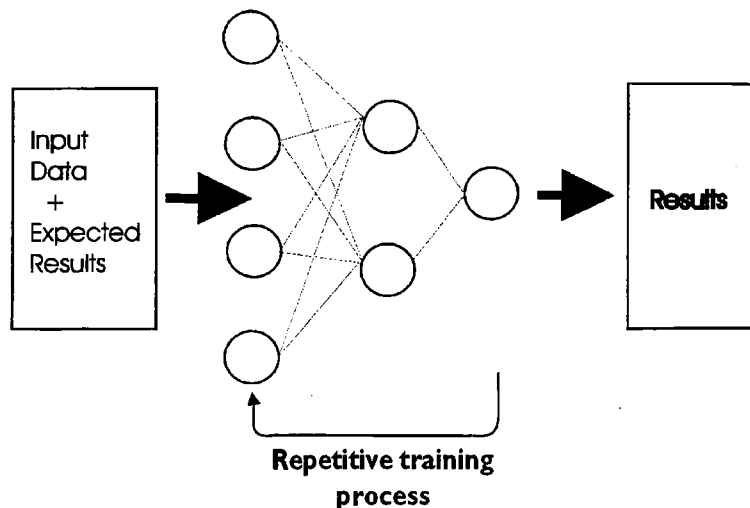 Input
Data
+
Expected
Results
Results
Repetitive training
process